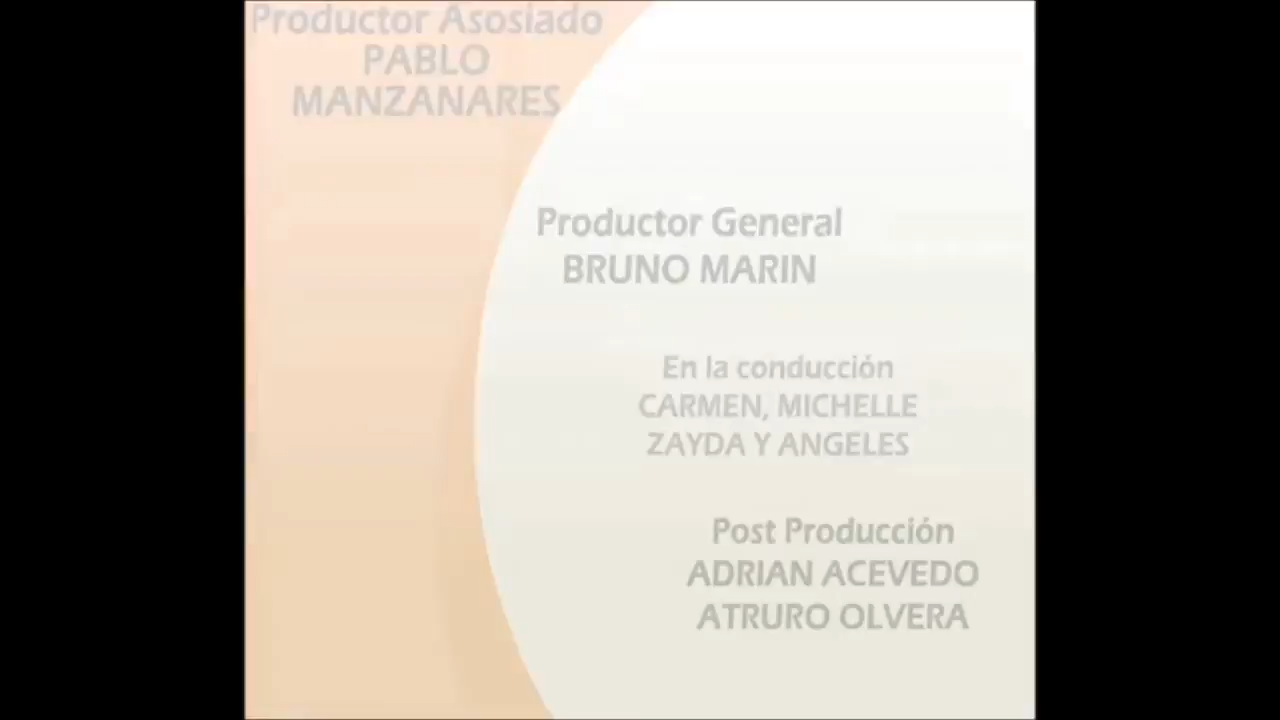 Productor Asosiado
PABLO
MANZANARES
Productor General
BRUNO MARIN
En la conducción
CARMEN, MICHELLE
ZAYDA Y ANGELES
Post Producción
ADRIAN ACEVEDO
ATRURO OLVERA